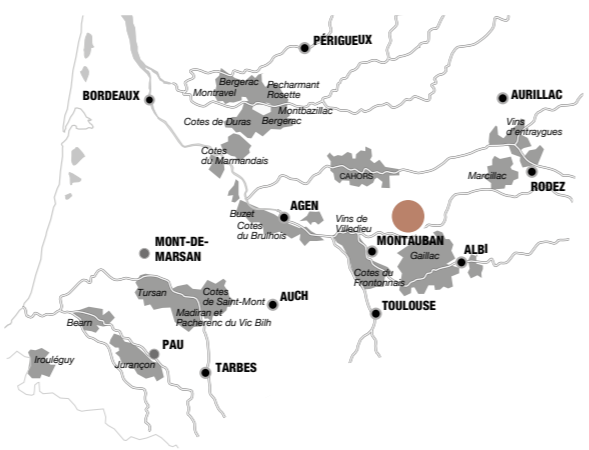 PÉRIGUEUX
Bergerac
Pecharmant
Rosette
Montravel
BORDEAUX
AURILLAC
Montbazillac
Bergerac
Cotes de Duras
Vins
d'entraygues
Cotes
du Marmandais
CAHORS
Marcillac
RODEZ
AGEN
Buzet
Cotes
du Brulhois
Vins de
Villedieu
MONTAUBAN
MONT-DE-
MARSAN
Gaillac
ALBI
Cotes du
Frontonnais
Tursan
Cotes
de Saint-Mont
AUCH
Madiran et
Pacherenc du Vic Bilh
TOULOUSE
Bearn
PAU
Irouléguy
Jurançon
TARBES